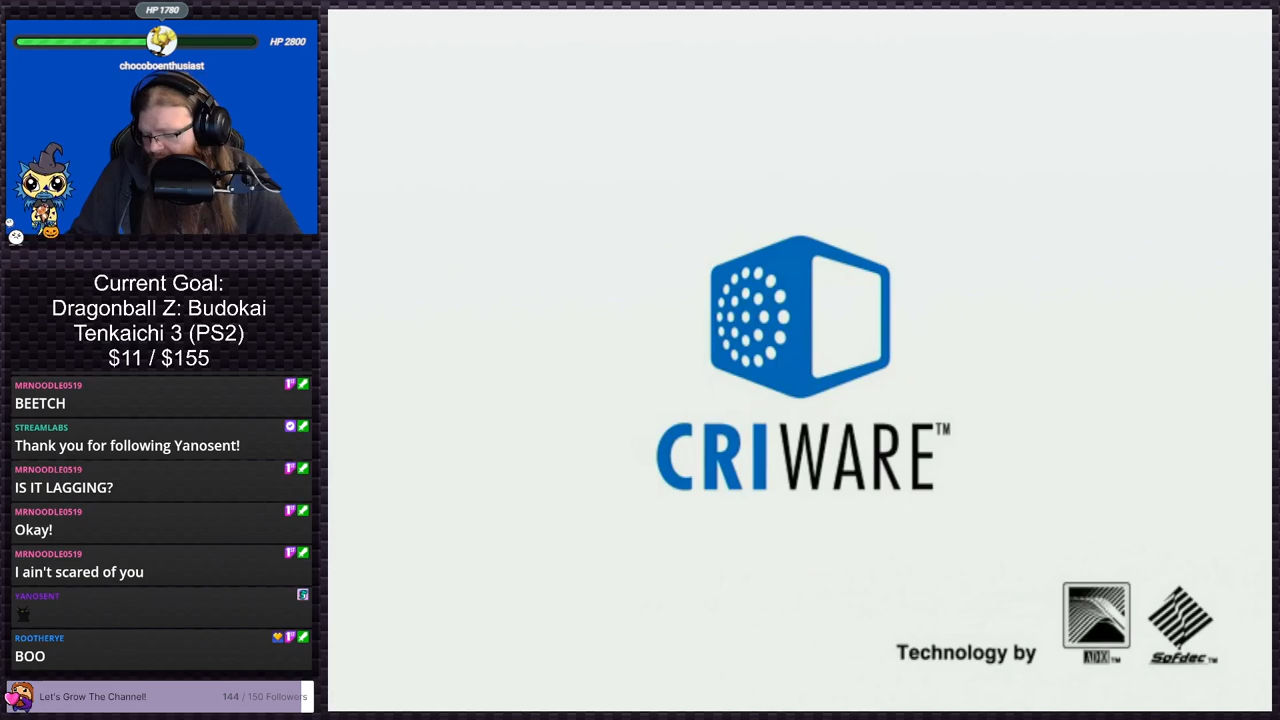 HP 1780
HP 2800
chocoboenthusiast
Current Goal:
Dragonball Z: Budokai
Tenkaichi 3 (PS2)
$11 / $155
MRNOODLE0519
BEETCH
STREAMLABS
Thank you for following Yanosent!
MRNOODLE0519
IS IT LAGGING?
MRNOODLE0519
Okay!
MRNOODLE0519
I ain't scared of you
YANOSENT
ROOTHERYE
BOO
Let's Grow The Channel!
144 / 150 Followers
CRIWARE™
Technology by
ADX™
Sofdec™